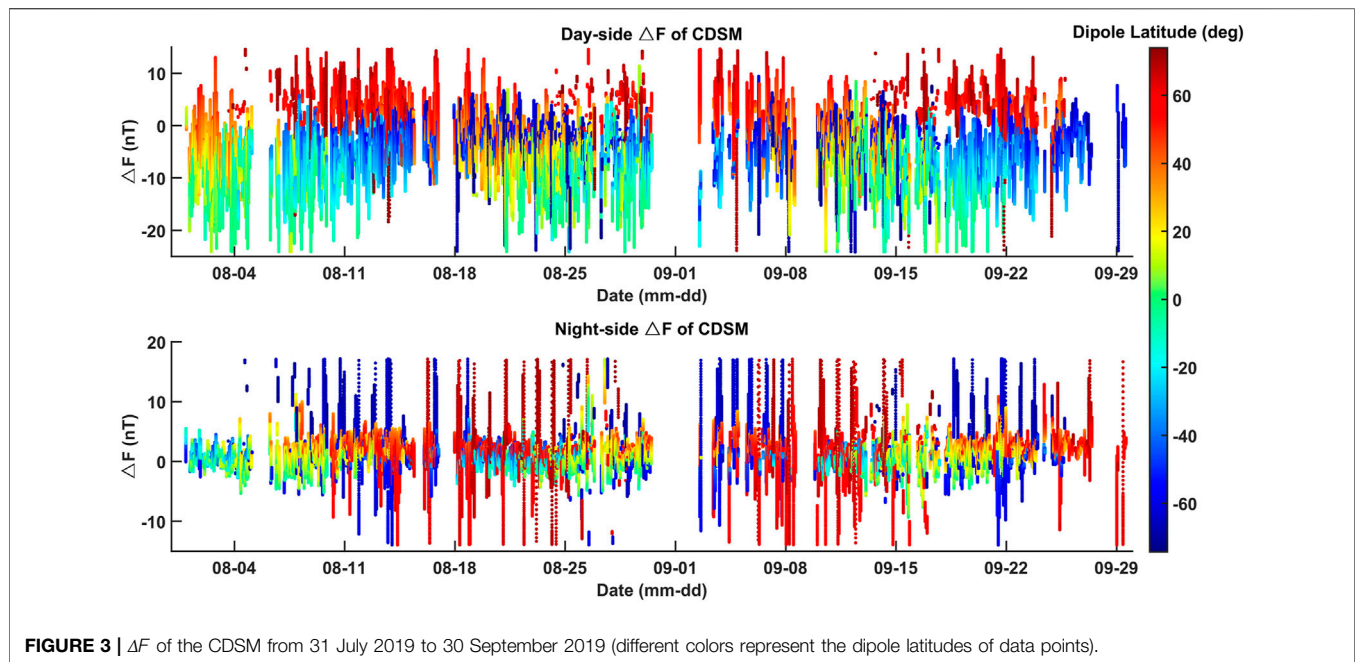 Day-side △F of CDSM
Dipole Latitude (deg)
10
0
-10
-20
△F (nT)
08-04 08-11 08-18 08-25 09-01 09-08 09-15 09-22 09-29
Date (mm-dd)
Night-side △F of CDSM
20
10
0
-10
△F (nT)
08-04 08-11 08-18 08-25 09-01 09-08 09-15 09-22 09-29
Date (mm-dd)
60
40
20
0
-20
-40
-60
FIGURE 3 | ΔF of the CDSM from 31 July 2019 to 30 September 2019 (different colors represent the dipole latitudes of data points).